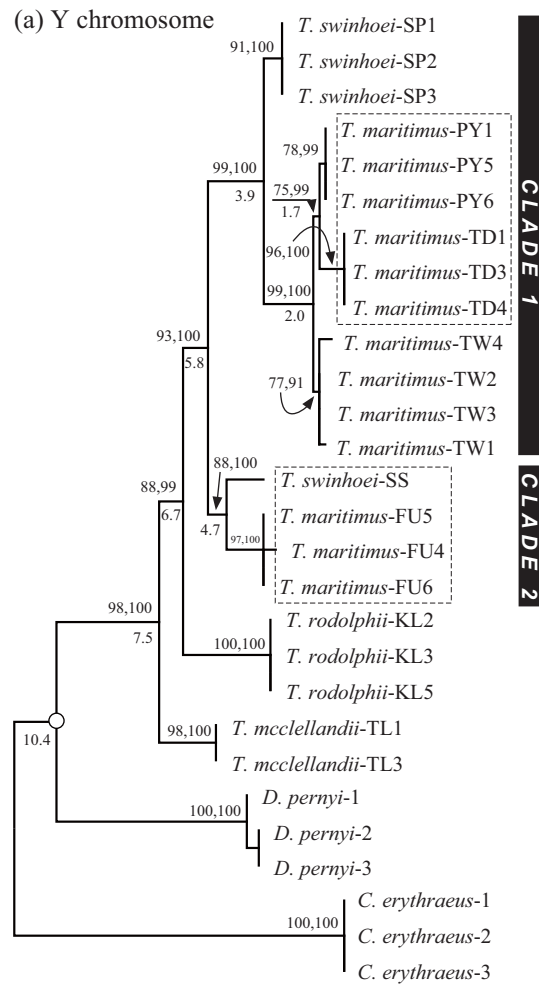 (a) Y chromosome
91,100
T. swinhoei-SP1
T. swinhoei-SP2
T. swinhoei-SP3
99,100
3.9
78,99
75,99
1.7
T. maritimus-PY1
T. maritimus-PY5
T. maritimus-PY6
96,100
T. maritimus-TD1
T. maritimus-TD3
T. maritimus-TD4
99,100
2.0
T. maritimus-TW4
77,91
T. maritimus-TW2
T. maritimus-TW3
T. maritimus-TW1
CLADE 1
93,100
5.8
88,100
4.7
T. swinhoei-SS
97,100
T. maritimus-FU5
T. maritimus-FU4
T. maritimus-FU6
CLADE 2
88,99
6.7
100,100
T. rodolphii-KL2
T. rodolphii-KL3
T. rodolphii-KL5
98,100
7.5
98,100
T. mcclellandii-TL1
T. mcclellandii-TL3
10.4
100,100
D. pernyi-1
D. pernyi-2
D. pernyi-3
100,100
C. erythraeus-1
C. erythraeus-2
C. erythraeus-3